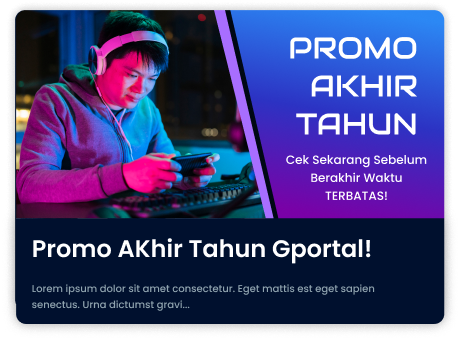 PROMO
AKHIR
TAHUN
Cek Sekarang Sebelum
Berakhir Waktu
TERBATAS!
Promo AKhir Tahun Gportal!
Lorem ipsum dolor sit amet consectetur. Eget mattis est eget sapien
senectus. Urna dictumst gravi...